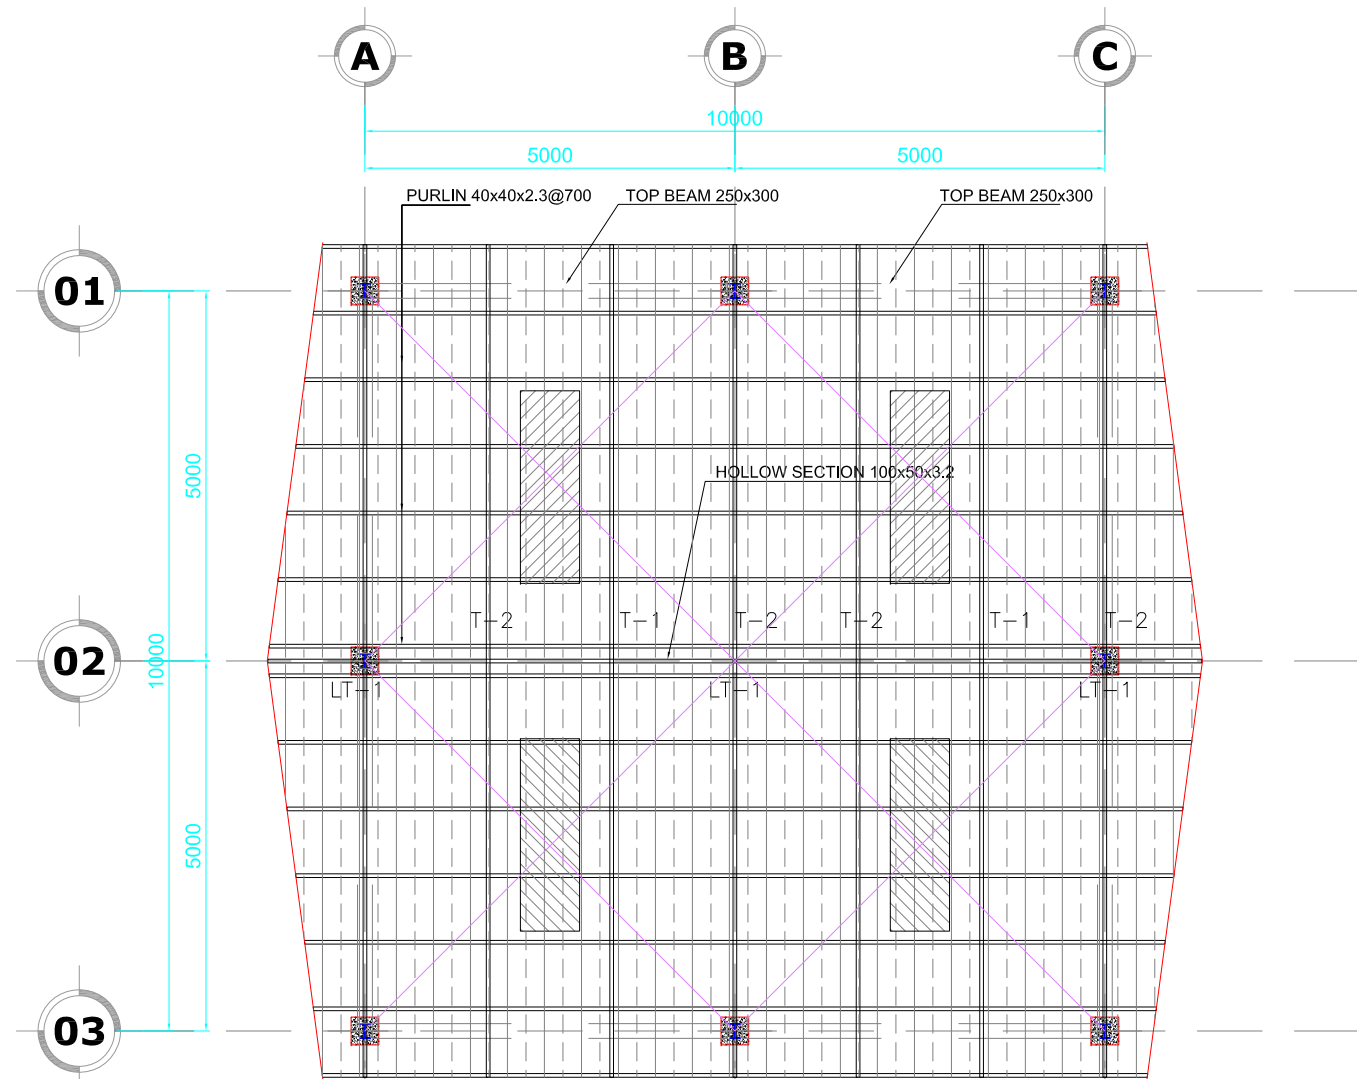 A B C
10000
5000 5000
PURLIN 40x40x2.3@700 TOP BEAM 250x300 TOP BEAM 250x300
01
5000
HOLLOW SECTION 100x50x3.2
T-2 T-1 T-2 T-2 T-1 T-2
02
10000
LT-1 LT-1 LT-1
5000
03